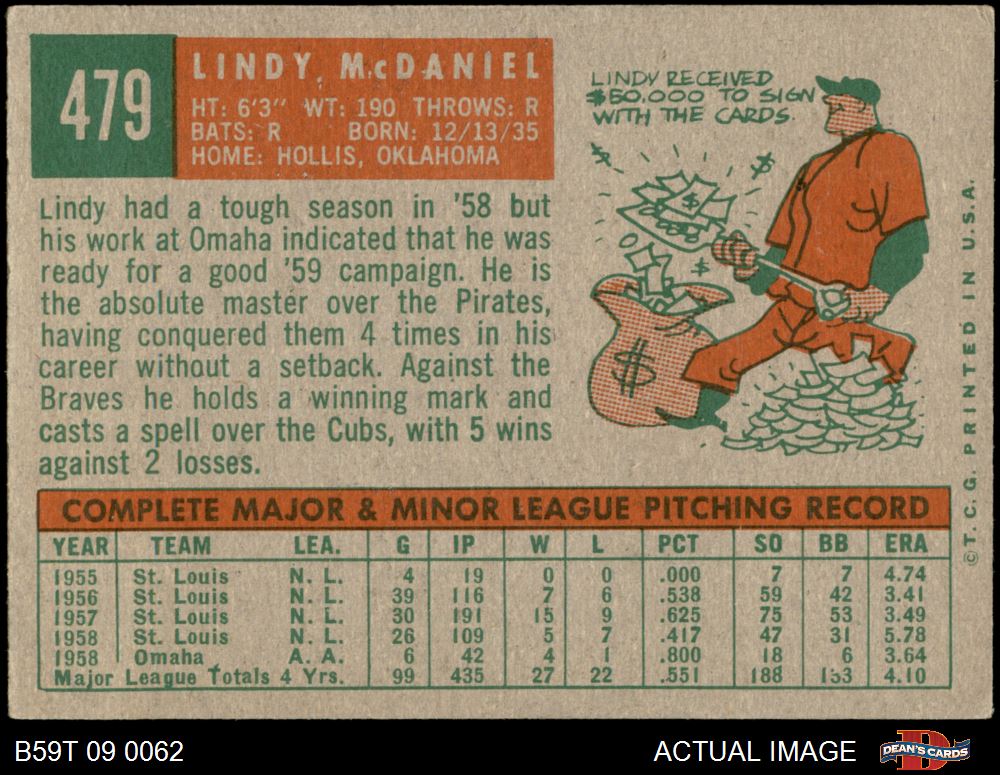 479
LINDY McDANIEL
HT: 6'3" WT: 190 THROWS: R
BATS: R BORN: 12/13/35
HOME: HOLLIS, OKLAHOMA
LINDY RECEIVED
$50,000 TO SIGN
WITH THE CARDS.
$
$
$
$
$
Lindy had a tough season in '58 but
his work at Omaha indicated that he was
ready for a good '59 campaign. He is
the absolute master over the Pirates,
having conquered them 4 times in his
career without a setback. Against the
Braves he holds a winning mark and
casts a spell over the Cubs, with 5 wins
against 2 losses.
© T. C. G. PRINTED IN U.S.A.
COMPLETE MAJOR & MINOR LEAGUE PITCHING RECORD
YEAR TEAM LEA. G IP W L PCT SO BB ERA
1955 St. Louis N. L. 4 19 0 0 .000 7 7 4.74
1956 St. Louis N. L. 39 116 7 6 .538 59 42 3.41
1957 St. Louis N. L. 30 191 15 9 .625 75 53 3.49
1958 St. Louis N. L. 26 109 5 7 .417 47 31 5.78
1958 Omaha A. A. 6 42 4 1 .800 18 6 3.64
Major League Totals 4 Yrs. 99 435 27 22 .551 188 133 4.10
B59T 09 0062
ACTUAL IMAGE
DEAN'S CARDS